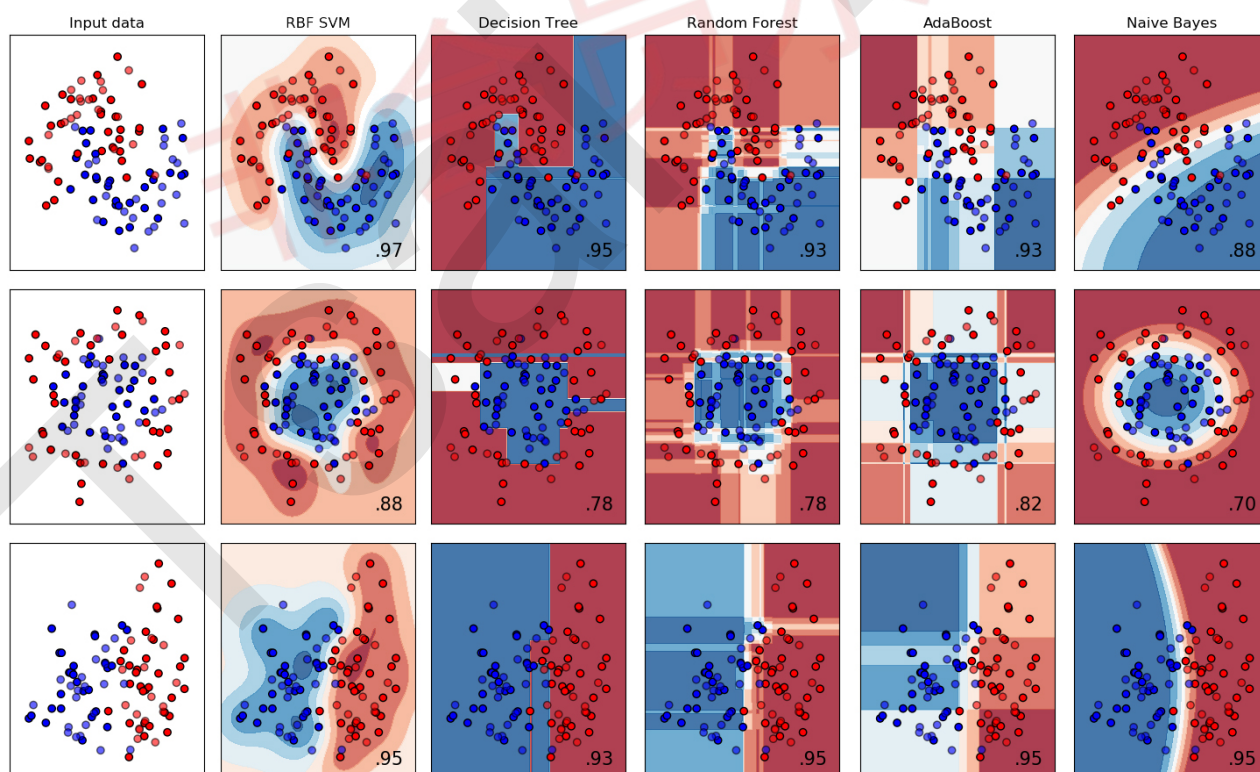 Input data RBF SVM Decision Tree Random Forest AdaBoost Naive Bayes
.97 .95 .93 .93 .88
.88 .78 .78 .82 .70
.95 .93 .95 .95 .95